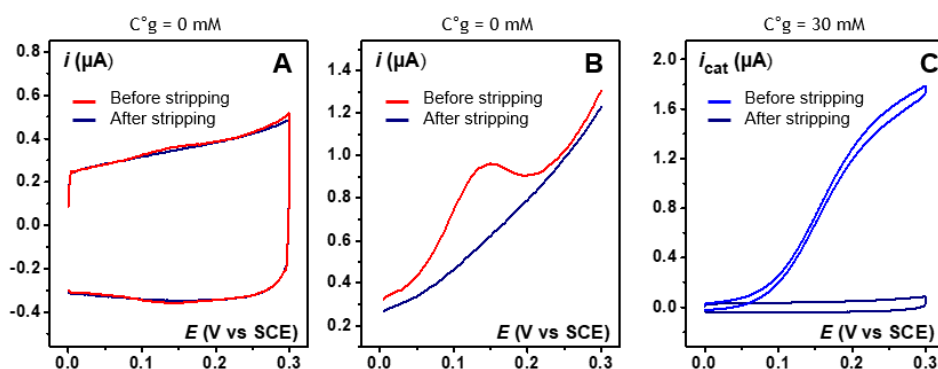 C°g = 0 mM
C°g = 0 mM
C°g = 30 mM
i (µA)
A
Before stripping
After stripping
0.8
0.6
0.4
0.2
0.0
-0.2
-0.4
E (V vs SCE)
0.0
0.1
0.2
0.3
i (µA)
B
Before stripping
After stripping
1.4
1.2
1.0
0.8
0.6
0.4
0.2
E (V vs SCE)
0.0
0.1
0.2
0.3
icat (µA)
C
Before stripping
After stripping
2.0
1.6
1.2
0.8
0.4
0.0
E (V vs SCE)
0.0
0.1
0.2
0.3